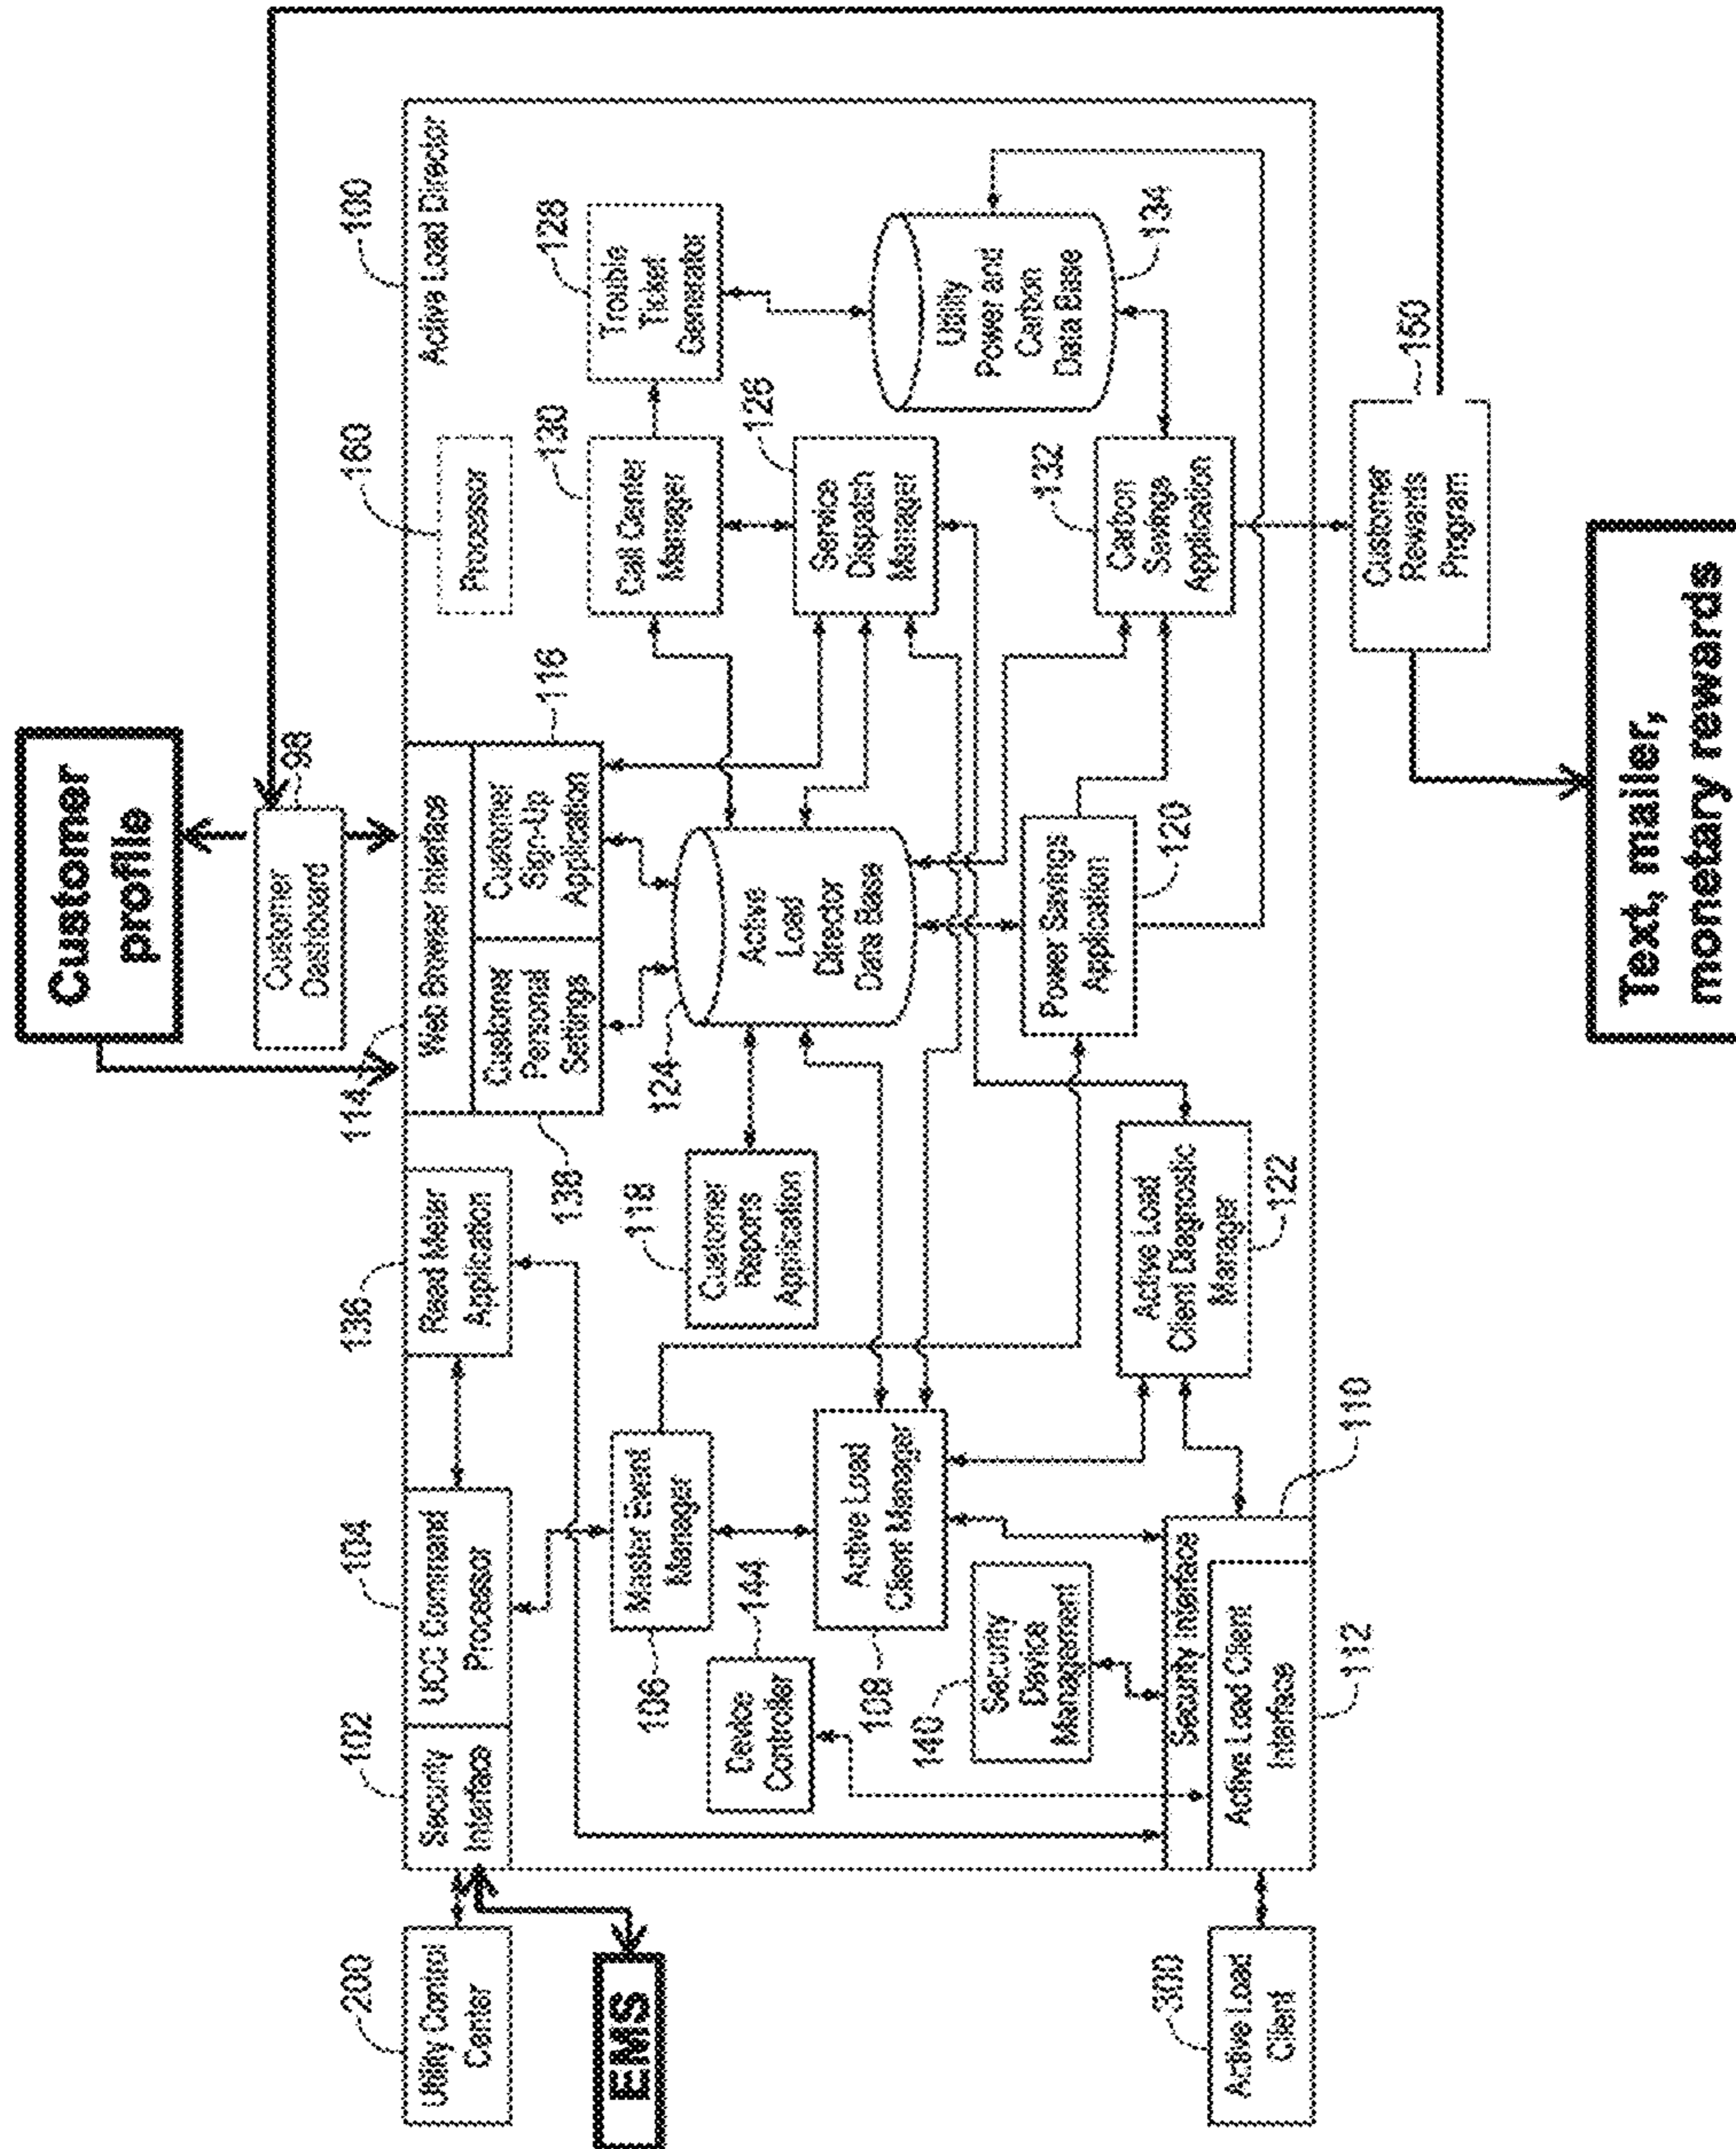 Customer
profile
Customer
Dashboard
98
200
Utility Control
Center
EMS
102
Security
Interface
104
UCC Command
Processor
136
Read Meter
Application
114
Web Browser Interface
Customer
Personal
Settings
138
Customer
Sign-Up
Application
116
160
Processor
100
Active Load Director
Master Event
Manager
106
Device
Controller
144
118
Customer
Reports
Application
124
Active
Load
Director
Data Base
130
Call Center
Manager
128
Trouble
Ticket
Generator
Active Load
Client Manager
108
126
Service
Dispatch
Manager
Utility
Power and
Carbon
Data Base
134
140
Security
Device
Management
Power Savings
Application
120
132
Carbon
Savings
Application
Active Load
Client Diagnostic
Manager
122
Security Interface
110
Active Load Client
Interface
112
300
Active Load
Client
150
Customer
Rewards
Program
Text, mailer,
monetary rewards